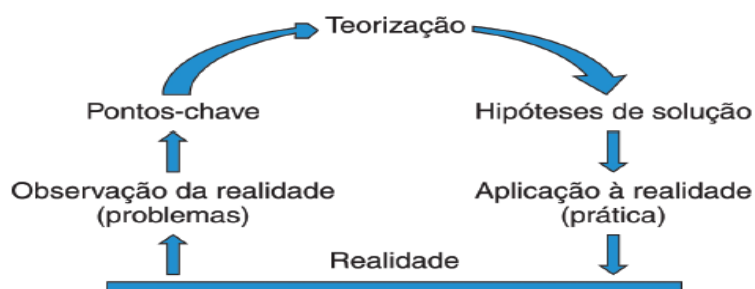 Teorização
Pontos-chave
Hipóteses de solução
Observação da realidade
(problemas)
Aplicação à realidade
(prática)
Realidade